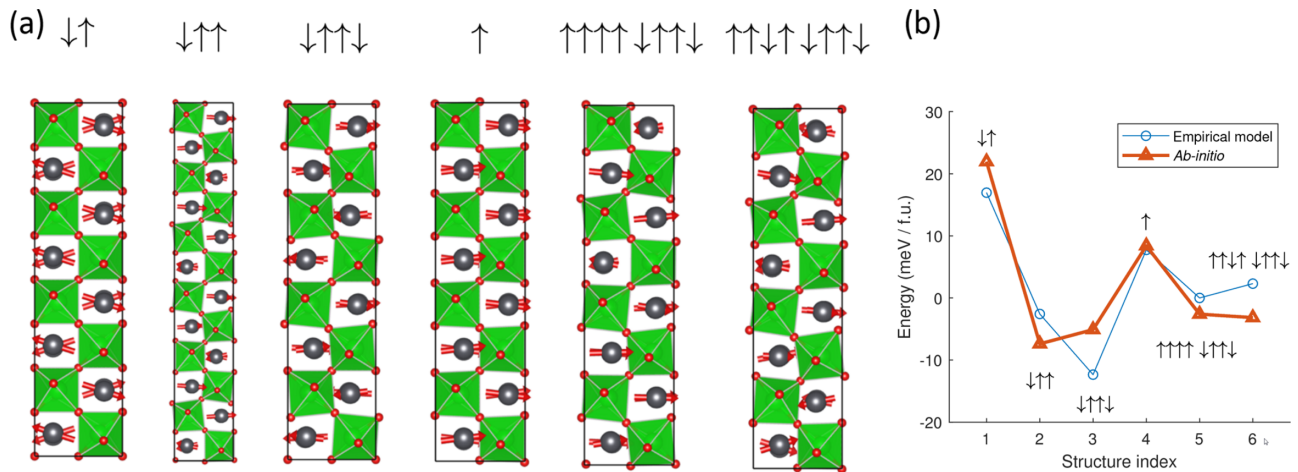 (a)
↓↑
↓↑↑
↓↑↑↓
↑
↑↑↑↑ ↓↑↑↓
↑↑↓↑ ↓↑↑↓
(b)
Energy (meV / f.u.)
30
20
10
0
-10
-20
Empirical model
Ab-initio
↓↑
↓↑↑
↓↑↑↓
↑
↑↑↑↑ ↓↑↑↓
↑↑↓↑ ↓↑↑↓
1 2 3 4 5 6
Structure index